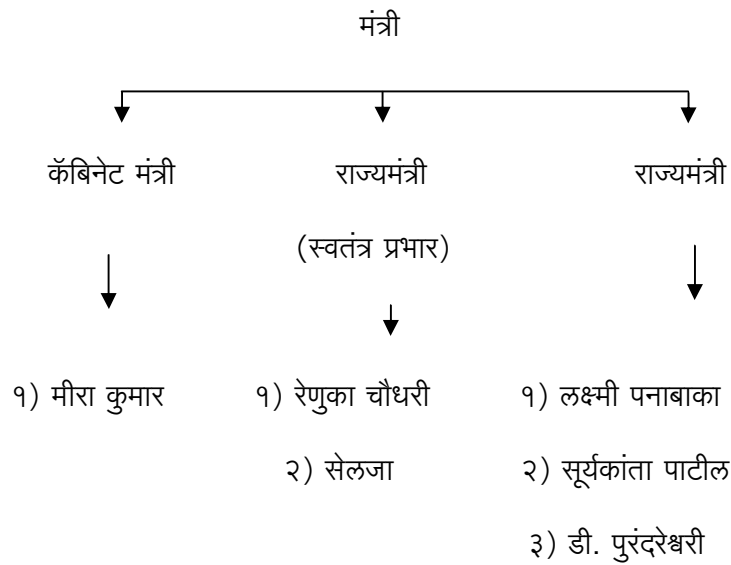 मंत्री
कॅबिनेट मंत्री राज्यमंत्री राज्यमंत्री
(स्वतंत्र प्रभार)
१) मीरा कुमार १) रेणुका चौधरी १) लक्ष्मी पनाबाका
२) सेलजा २) सूर्यकांता पाटील
३) डी. पुरंदरेश्वरी